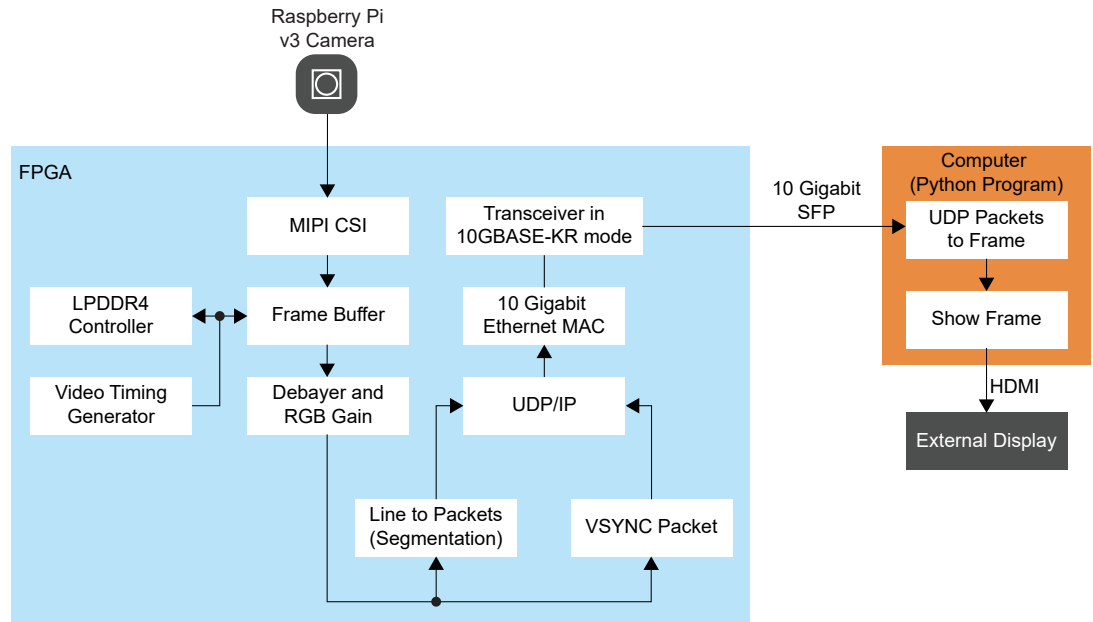 Raspberry Pi
v3 Camera
FPGA
MIPI CSI
LPDDR4
Controller
Frame Buffer
Video Timing
Generator
Debayer and
RGB Gain
Transceiver in
10GBASE-KR mode
10 Gigabit
Ethernet MAC
UDP/IP
Line to Packets
(Segmentation)
VSYNC Packet
10 Gigabit
SFP
Computer
(Python Program)
UDP Packets
to Frame
Show Frame
HDMI
External Display